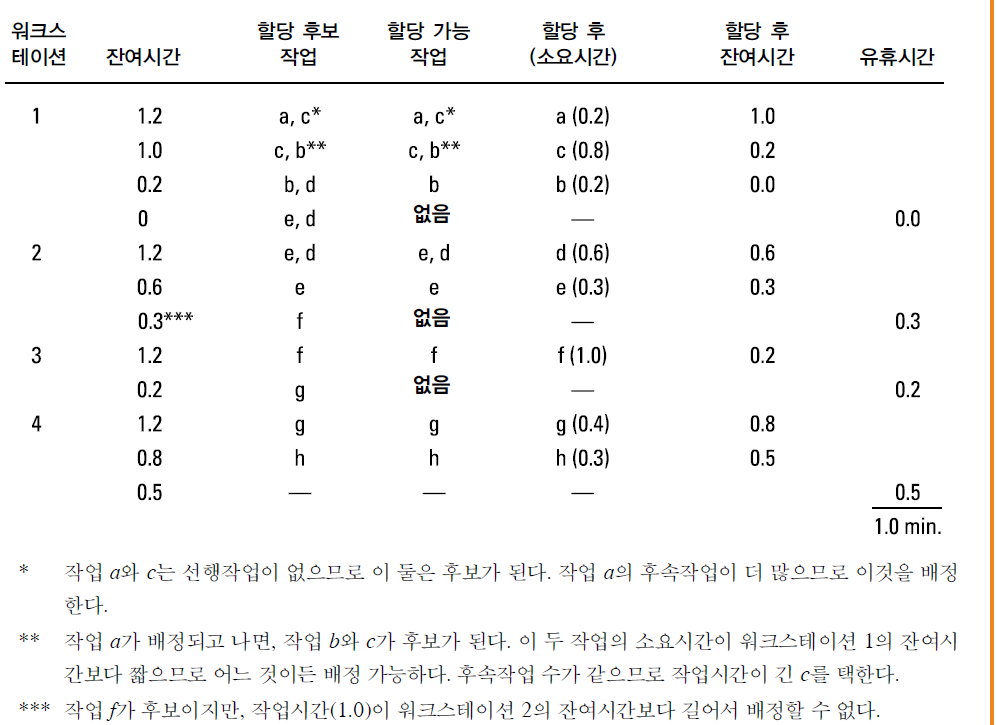 워크스 할당 후보 할당 가능 할당 후 할당 후
테이션 잔여시간 작업 작업 (소요시간) 잔여시간 유휴시간
1 1.2 a, c* a, c* a (0.2) 1.0
1.0 c, b** c, b** c (0.8) 0.2
0.2 b, d b b (0.2) 0.0
0 e, d 없음 — 0.0
2 1.2 e, d e, d d (0.6) 0.6
0.6 e e e (0.3) 0.3
0.3*** f 없음 — 0.3
3 1.2 f f f (1.0) 0.2
0.2 g 없음 — 0.2
4 1.2 g g g (0.4) 0.8
0.8 h h h (0.3) 0.5
0.5 — — — 0.5
1.0 min.
* 작업 a와 c는 선행작업이 없으므로 이 둘은 후보가 된다. 작업 a의 후속작업이 더 많으므로 이것을 배정
한다.
** 작업 a가 배정되고 나면, 작업 b와 c가 후보가 된다. 이 두 작업의 소요시간이 워크스테이션 1의 잔여시
간보다 짧으므로 어느 것이든 배정 가능하다. 후속작업 수가 같으므로 작업시간이 긴 c를 택한다.
*** 작업 f가 후보이지만, 작업시간(1.0)이 워크스테이션 2의 잔여시간보다 길어서 배정할 수 없다.